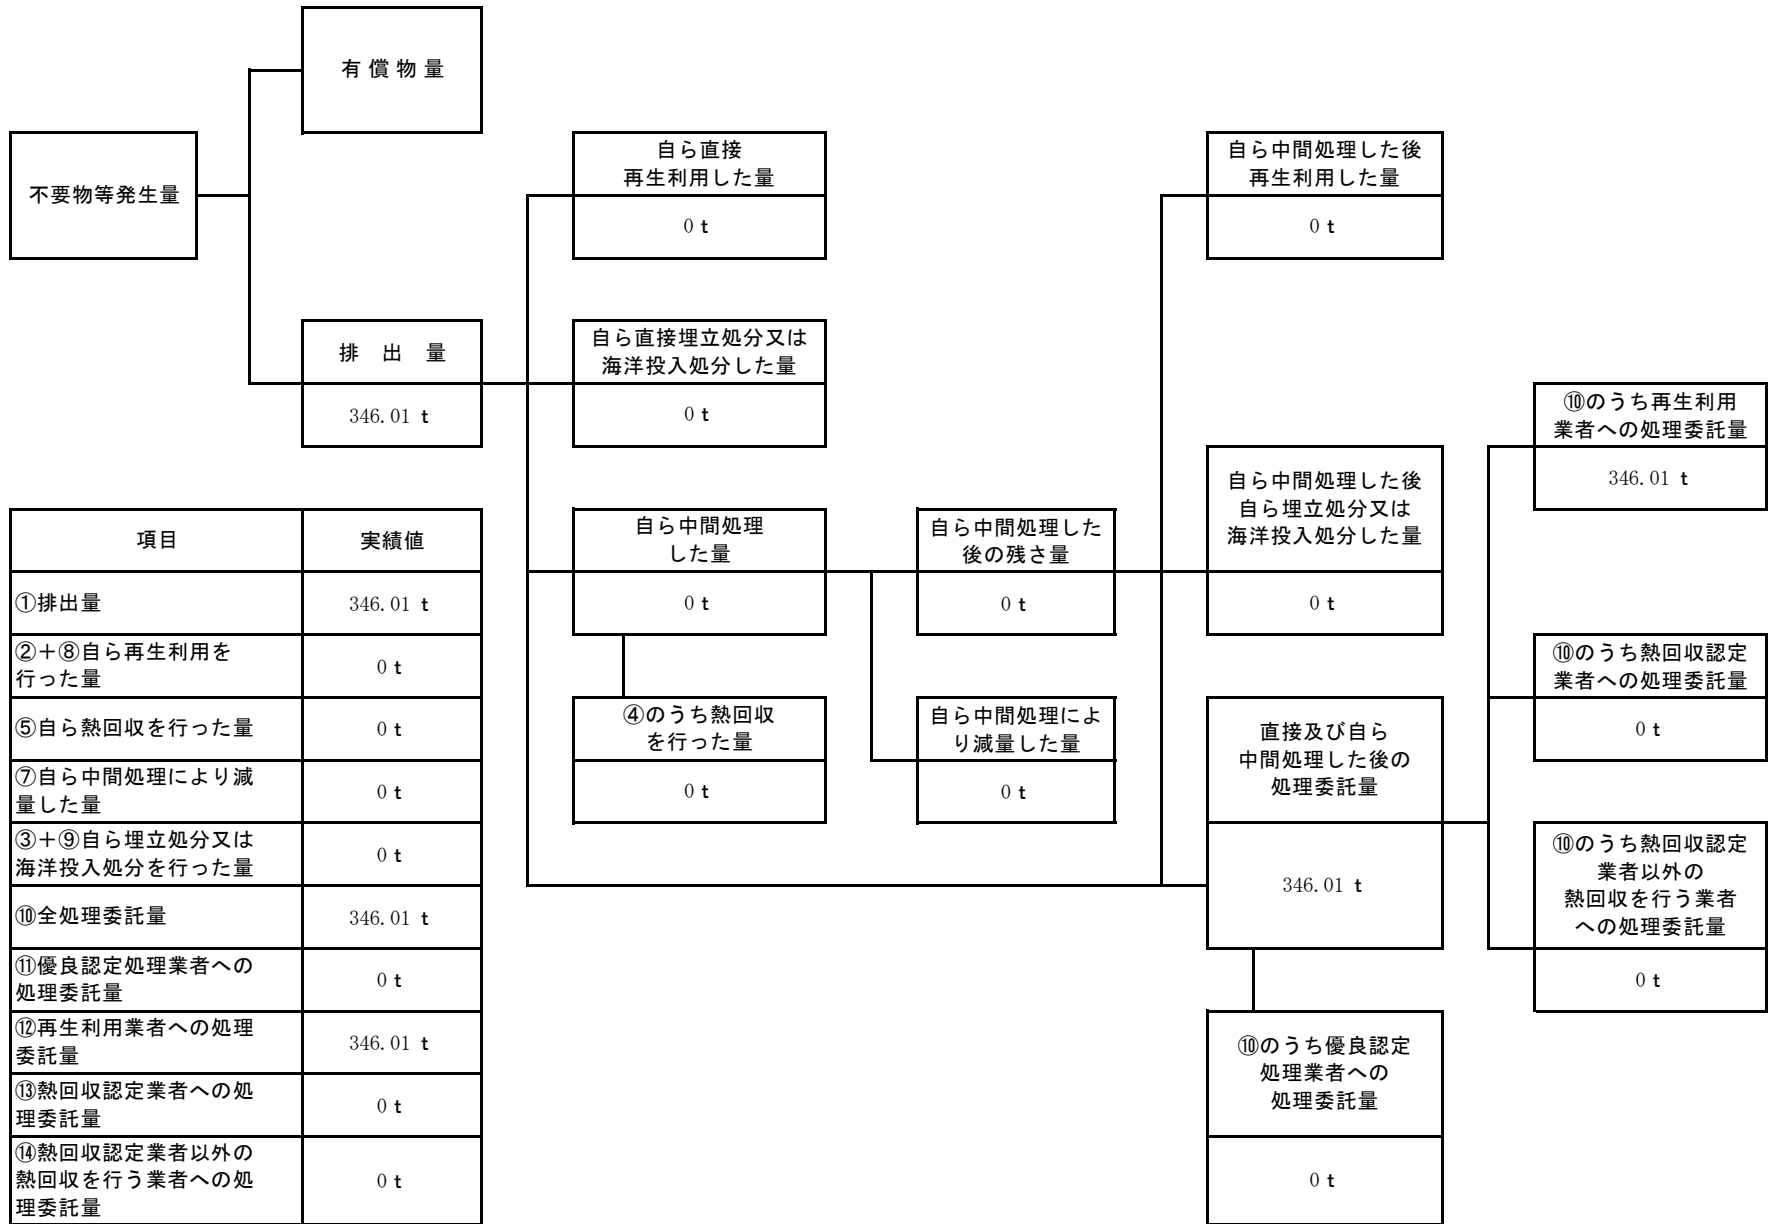 有 償 物 量
不要物等発生量
自ら直接
再生利用した量
0 t
自ら中間処理した後
再生利用した量
0 t
排 出 量
346.01 t
自ら直接埋立処分又は
海洋投入処分した量
0 t
⑩のうち再生利用
業者への処理委託量
346.01 t
自ら中間処理した後
自ら埋立処分又は
海洋投入処分した量
0 t
自ら中間処理
した量
0 t
自ら中間処理した
後の残さ量
0 t
④のうち熱回収
を行った量
0 t
自ら中間処理によ
り減量した量
0 t
直接及び自ら
中間処理した後の
処理委託量
346.01 t
⑩のうち熱回収認定
業者への処理委託量
0 t
⑩のうち熱回収認定
業者以外の
熱回収を行う業者
への処理委託量
0 t
⑩のうち優良認定
処理業者への
処理委託量
0 t
項目 実績値
①排出量 346.01 t
②+⑧自ら再生利用を
行った量 0 t
⑤自ら熱回収を行った量 0 t
⑦自ら中間処理により減
量した量 0 t
③+⑨自ら埋立処分又は
海洋投入処分を行った量 0 t
⑩全処理委託量 346.01 t
⑪優良認定処理業者への
処理委託量 0 t
⑫再生利用業者への処理
委託量 346.01 t
⑬熱回収認定業者への処
理委託量 0 t
⑭熱回収認定業者以外の
熱回収を行う業者への処
理委託量 0 t